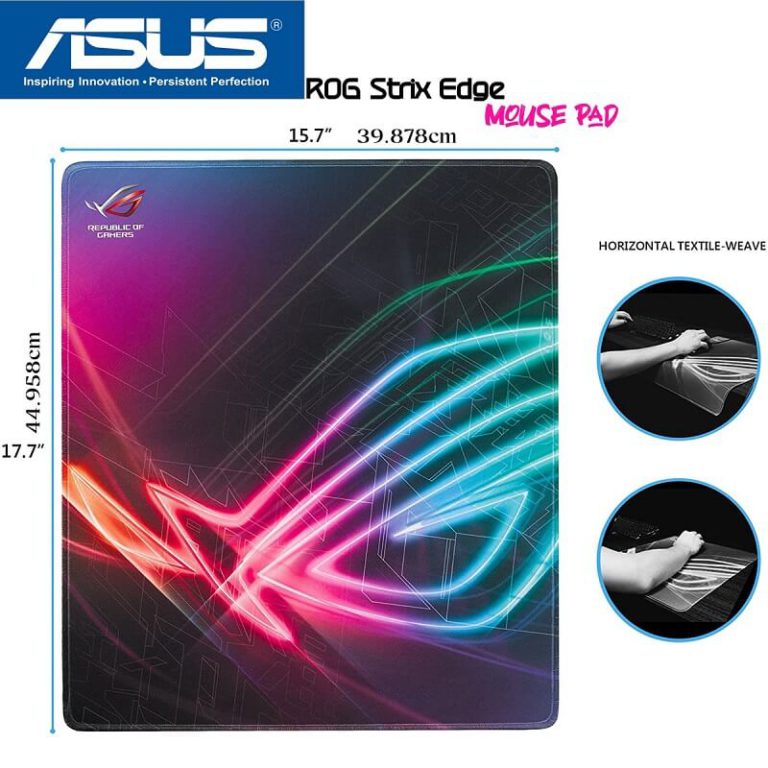 ASUS®
Inspiring Innovation • Persistent Perfection
ROG Strix Edge
MOUSE PAD
15.7” 39.878cm
REPUBLIC OF
GAMERS
HORIZONTAL TEXTILE-WEAVE
44.958cm
17.7”